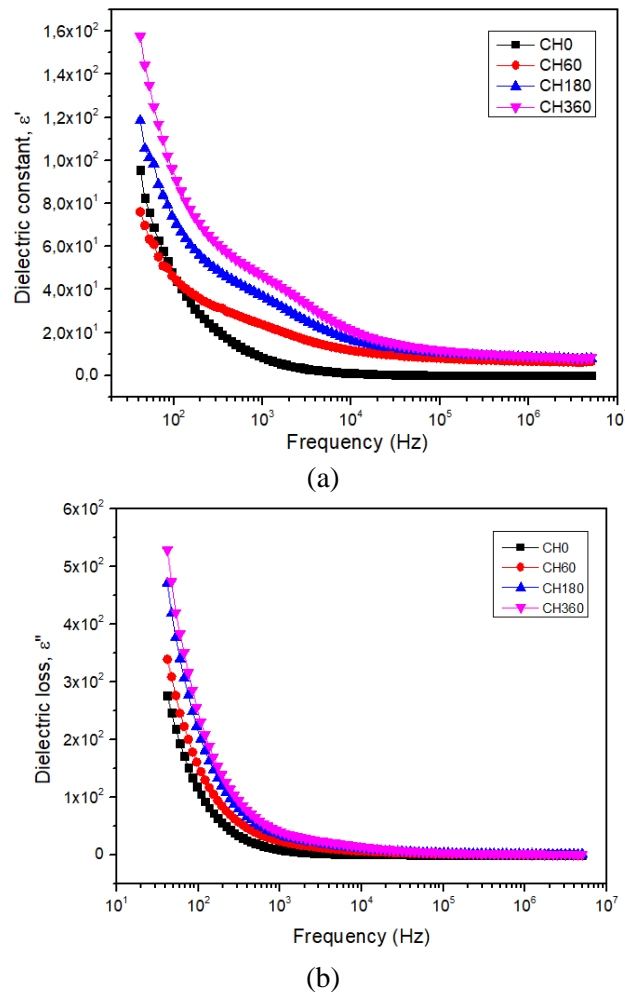 1,6x10²
1,4x10²
1,2x10²
1,0x10²
8,0x10¹
6,0x10¹
4,0x10¹
2,0x10¹
0,0
Dielectric constant, ε'
CH0
CH60
CH180
CH360
10² 10³ 10⁴ 10⁵ 10⁶ 10⁷
Frequency (Hz)
(a)
6x10²
5x10²
4x10²
3x10²
2x10²
1x10²
0
Dielectric loss, ε"
CH0
CH60
CH180
CH360
10¹ 10² 10³ 10⁴ 10⁵ 10⁶ 10⁷
Frequency (Hz)
(b)